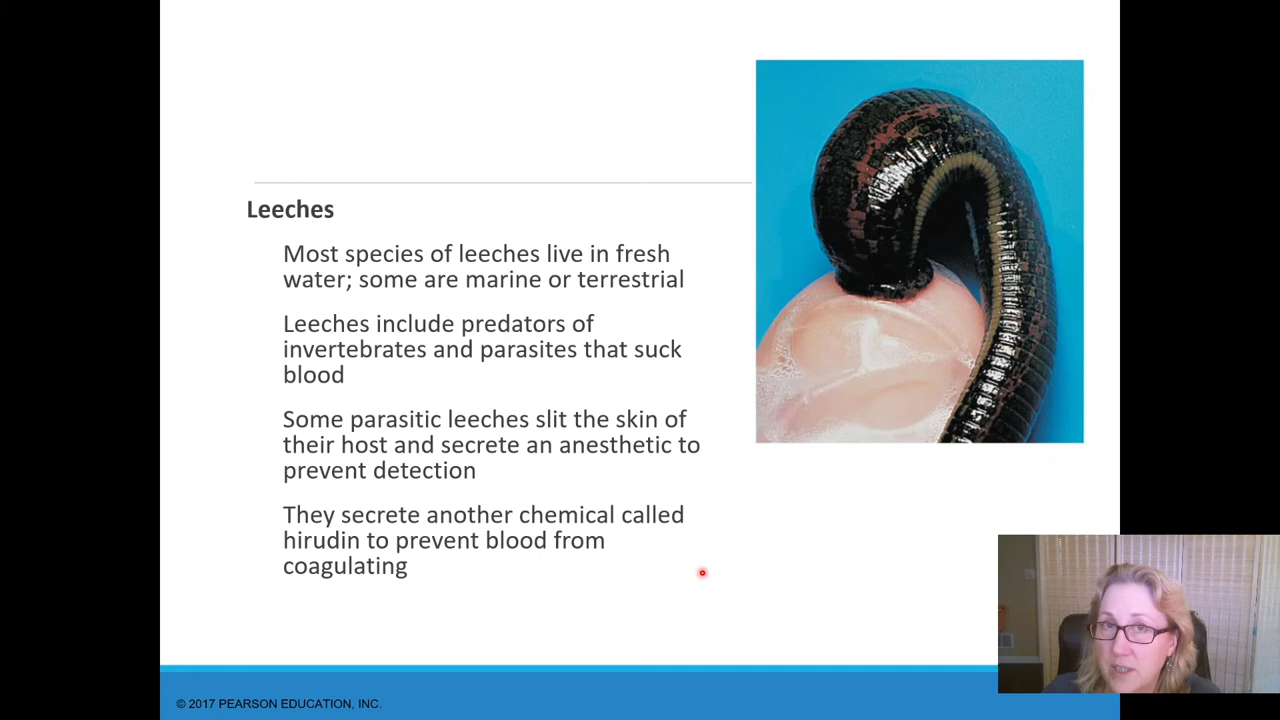 Leeches
Most species of leeches live in fresh
water; some are marine or terrestrial
Leeches include predators of
invertebrates and parasites that suck
blood
Some parasitic leeches slit the skin of
their host and secrete an anesthetic to
prevent detection
They secrete another chemical called
hirudin to prevent blood from
coagulating
© 2017 PEARSON EDUCATION, INC.